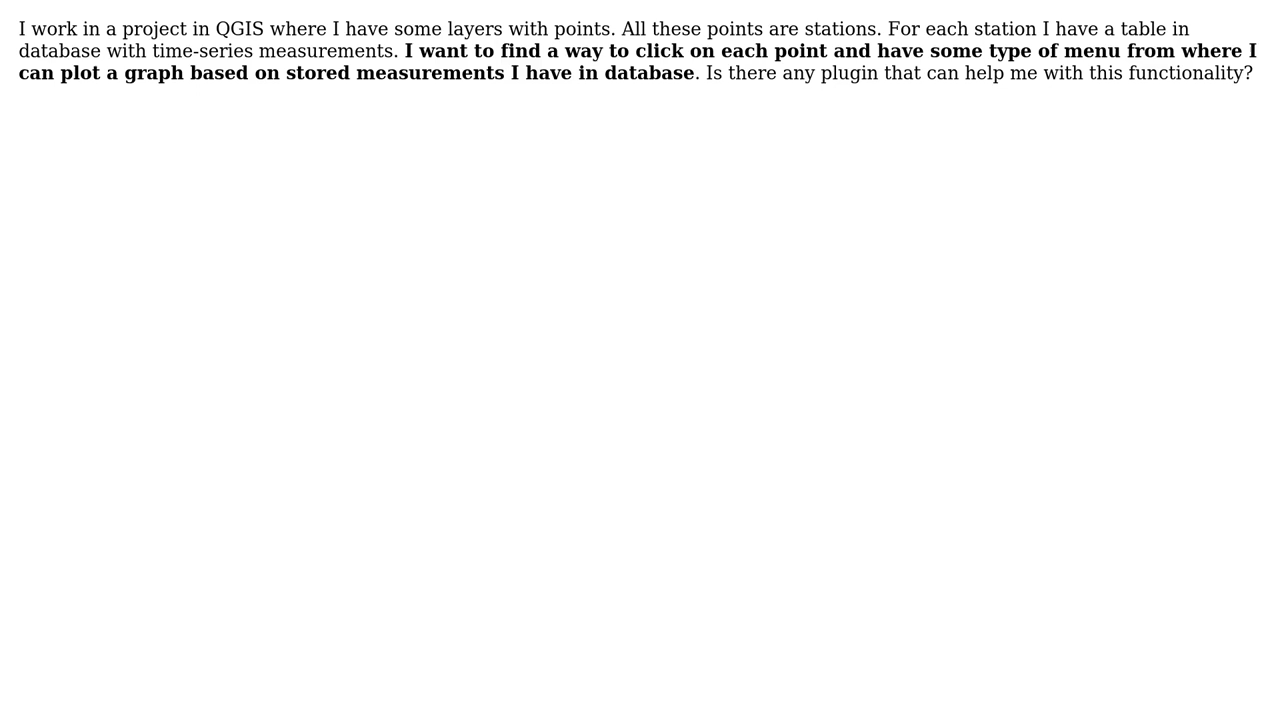 I work in a project in QGIS where I have some layers with points. All these points are stations. For each station I have a table in
database with time-series measurements. I want to find a way to click on each point and have some type of menu from where I
can plot a graph based on stored measurements I have in database. Is there any plugin that can help me with this functionality?